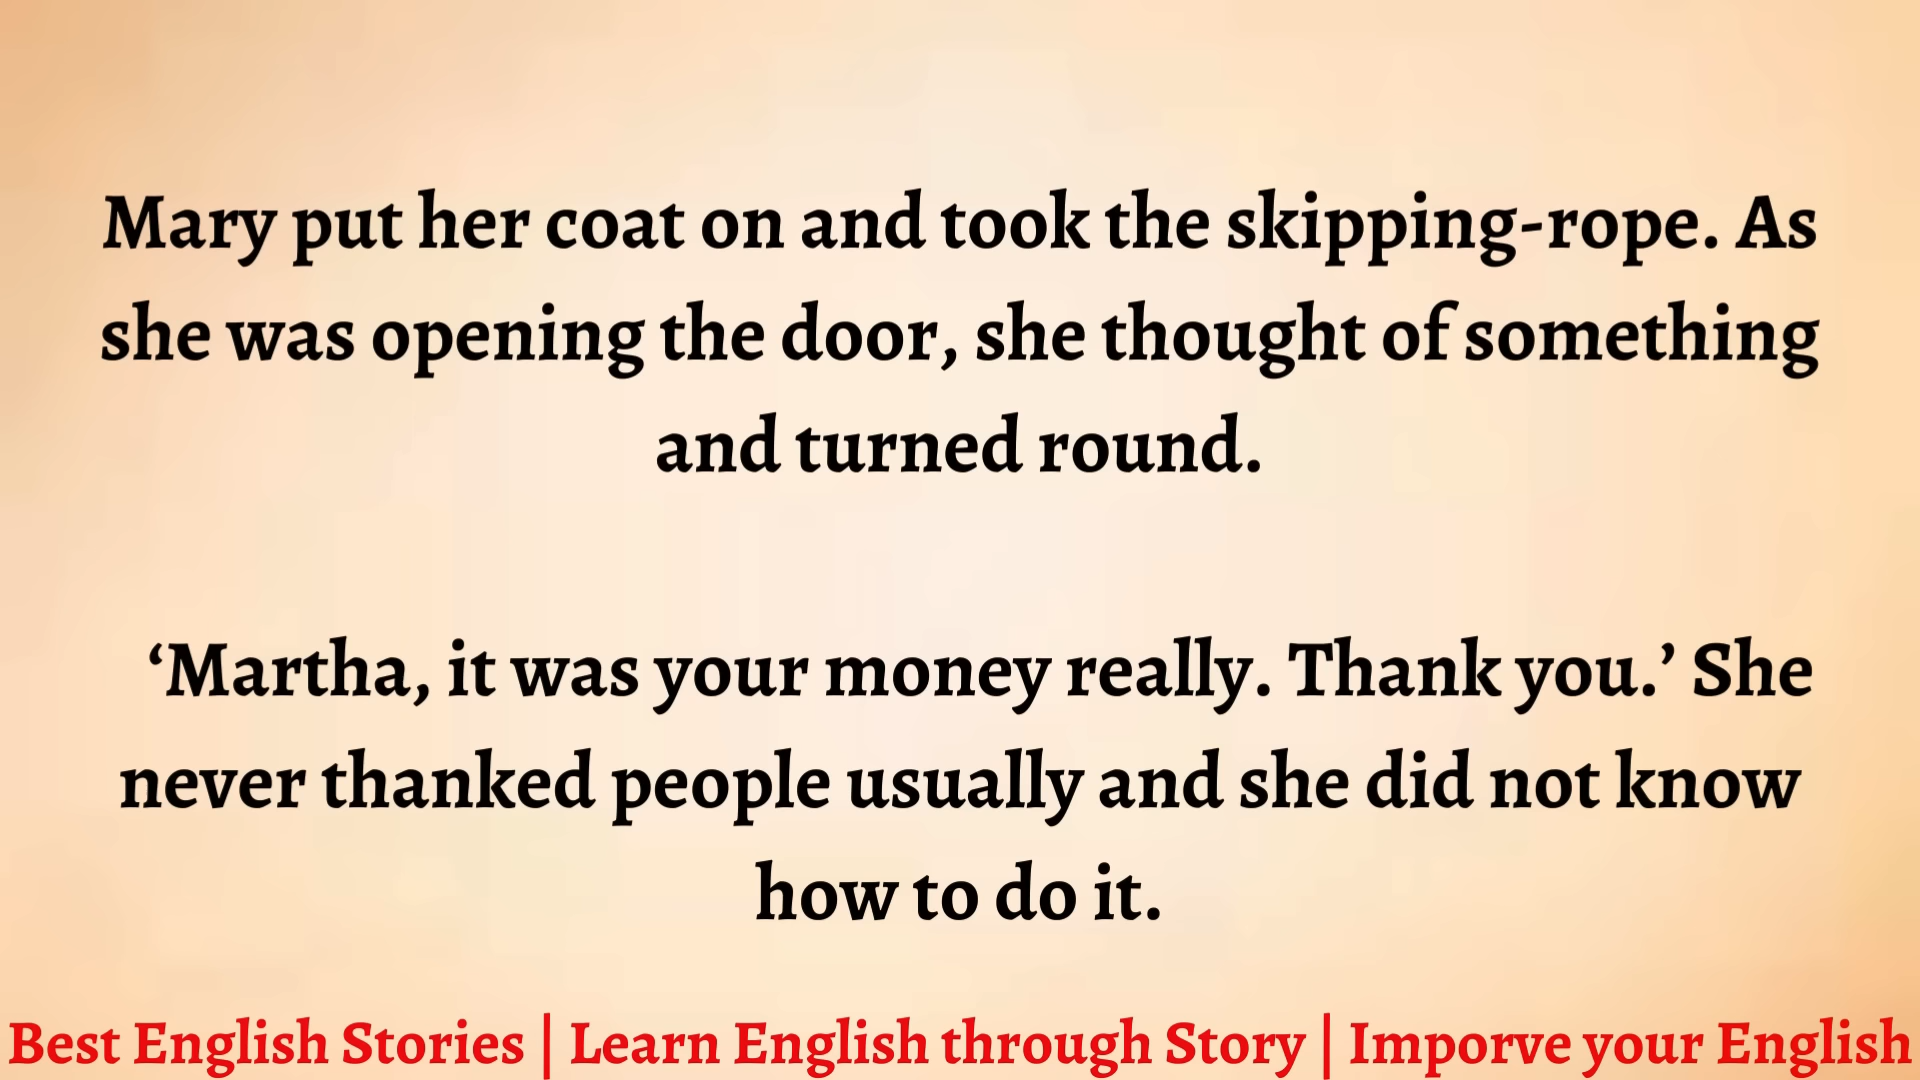 Mary put her coat on and took the skipping-rope. As
she was opening the door, she thought of something
and turned round.
‘Martha, it was your money really. Thank you.’ She
never thanked people usually and she did not know
how to do it.
Best English Stories | Learn English through Story | Imporve your English